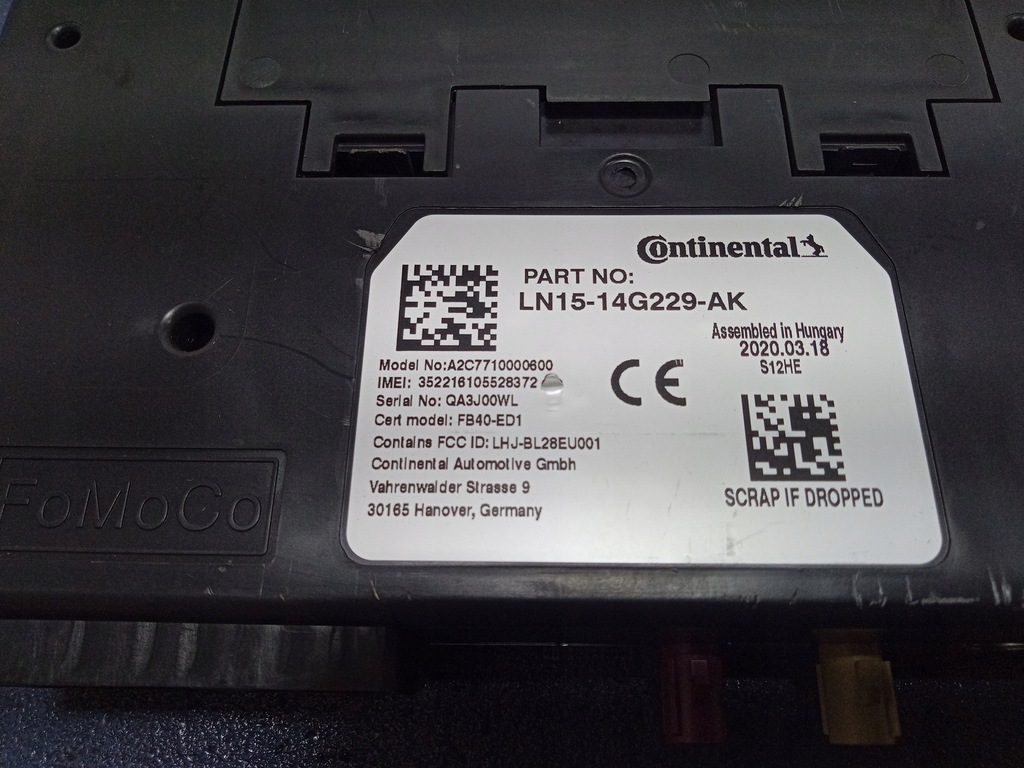 Continental
PART NO:
LN15-14G229-AK
Assembled in Hungary
2020.03.18
S12HE
Model No:A2C7710000600
IMEI: 352216105528372
Serial No: QA3J00WL
Cert model: FB40-ED1
Contains FCC ID: LHJ-BL28EU001
Continental Automotive Gmbh
Vahrenwalder Strasse 9
30165 Hanover, Germany
CE
SCRAP IF DROPPED
FoMoCo